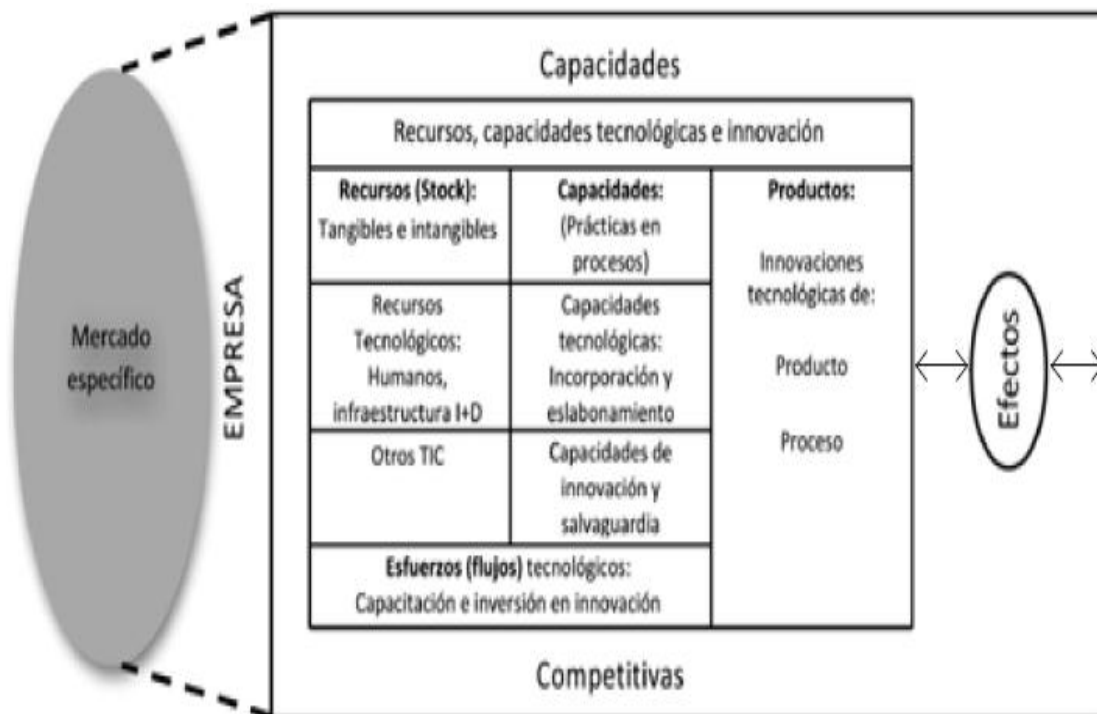 Mercado
específico
EMPRESA
Capacidades
Recursos, capacidades tecnológicas e innovación
Recursos (Stock):
Tangibles e intangibles
Capacidades:
(Prácticas en
procesos)
Productos:
Innovaciones
tecnológicas de:
Producto
Proceso
Recursos
Tecnológicos:
Humanos,
infraestructura I+D
Capacidades
tecnológicas:
Incorporación y
eslabonamiento
Otros TIC
Capacidades de
innovación y
salvaguardia
Esfuerzos (flujos) tecnológicos:
Capacitación e inversión en innovación
Competitivas
Efectos